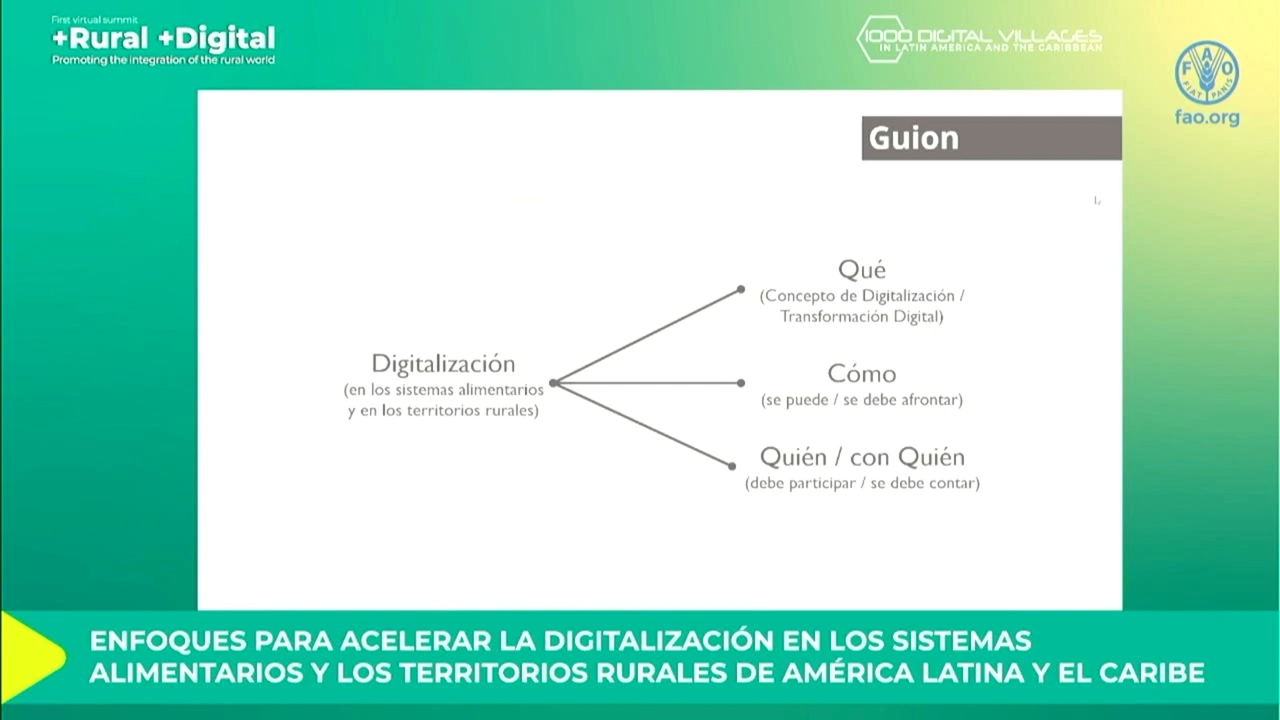 First virtual summit
+Rural +Digital
Promoting the integration of the rural world
1000 DIGITAL VILLAGES
IN LATIN AMERICA AND THE CARIBBEAN
F A O
FIAT PANIS
fao.org
Guion
Digitalización
(en los sistemas alimentarios
y en los territorios rurales)
Qué
(Concepto de Digitalización /
Transformación Digital)
Cómo
(se puede / se debe afrontar)
Quién / con Quién
(debe participar / se debe contar)
ENFOQUES PARA ACELERAR LA DIGITALIZACIÓN EN LOS SISTEMAS
ALIMENTARIOS Y LOS TERRITORIOS RURALES DE AMÉRICA LATINA Y EL CARIBE